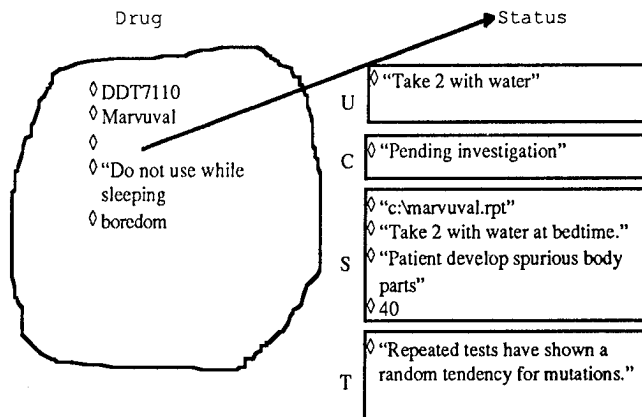 Drug
Status
◊ DDT7110
◊ Marvuval
◊
◊ “Do not use while
sleeping
◊ boredom
U
◊ “Take 2 with water”
C
◊ “Pending investigation”
S
◊ “c:\marvuval.rpt”
◊ “Take 2 with water at bedtime.”
◊ “Patient develop spurious body
parts”
◊ 40
T
◊ “Repeated tests have shown a
random tendency for mutations.”